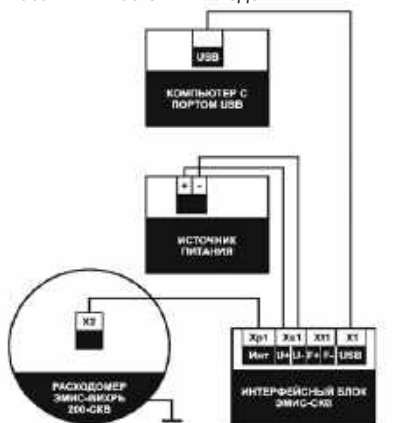 USB
КОМПЬЮТЕР С
ПОРТОМ USB
+ -
ИСТОЧНИК
ПИТАНИЯ
X2
РАСХОДОМЕР
ЭМИС-ВИХРЬ
200-СКВ
Xp1 Xs1 Xf1 X1
Инт U+ U- F+ F- USB
ИНТЕРФЕЙСНЫЙ БЛОК
ЭМИС-СКВ